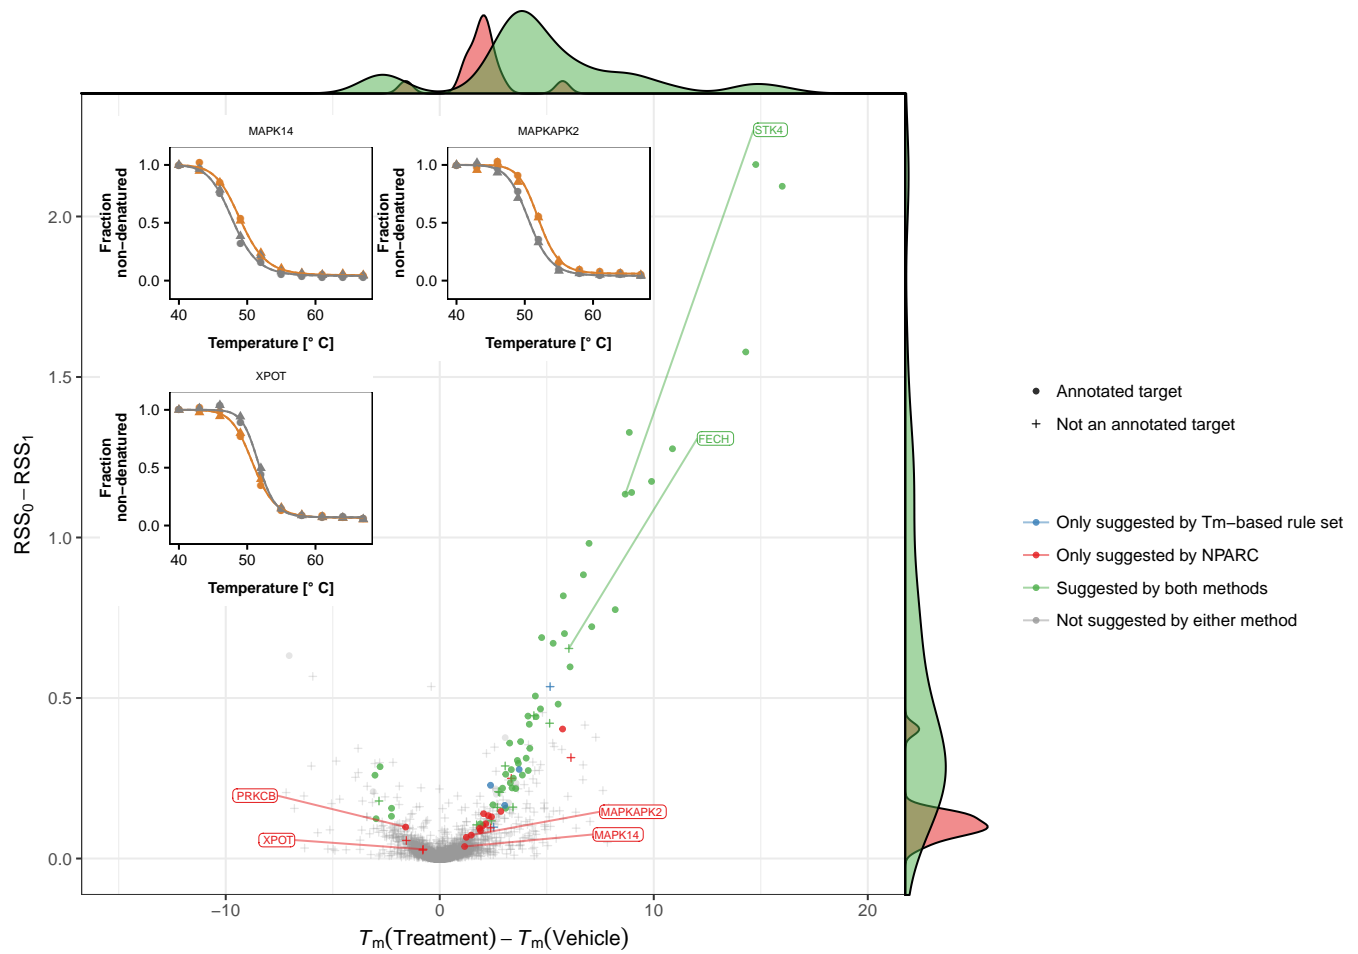 MAPK14
MAPKAPK2
1.0
0.5
0.0
Fraction
non−denatured
40
50
60
Temperature [° C]
1.0
0.5
0.0
Fraction
non−denatured
40
50
60
Temperature [° C]
XPOT
1.0
0.5
0.0
Fraction
non−denatured
40
50
60
Temperature [° C]
STK4
FECH
PRKCB
XPOT
MAPKAPK2
MAPK14
2.0
1.5
1.0
0.5
0.0
RSS0 − RSS1
−10
0
10
20
Tm(Treatment) − Tm(Vehicle)
Annotated target
Not an annotated target
Only suggested by Tm−based rule set
Only suggested by NPARC
Suggested by both methods
Not suggested by either method